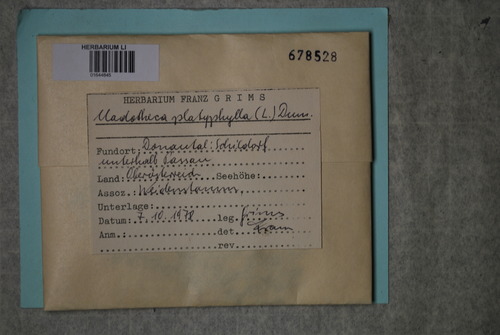 HERBARIUM LI
678528
HERBARIUM FRANZ GRIMS
Madotheca platyphylla (L.) Dum.
Fundort: Donautal: Schildorf
unterhalb Passau
Land: Oberösterreich Seehöhe:
Assoz. Weidenstamm,
Unterlage:
Datum: 7.10.1978 leg. Grims
Anm.: det. Grims
rev.